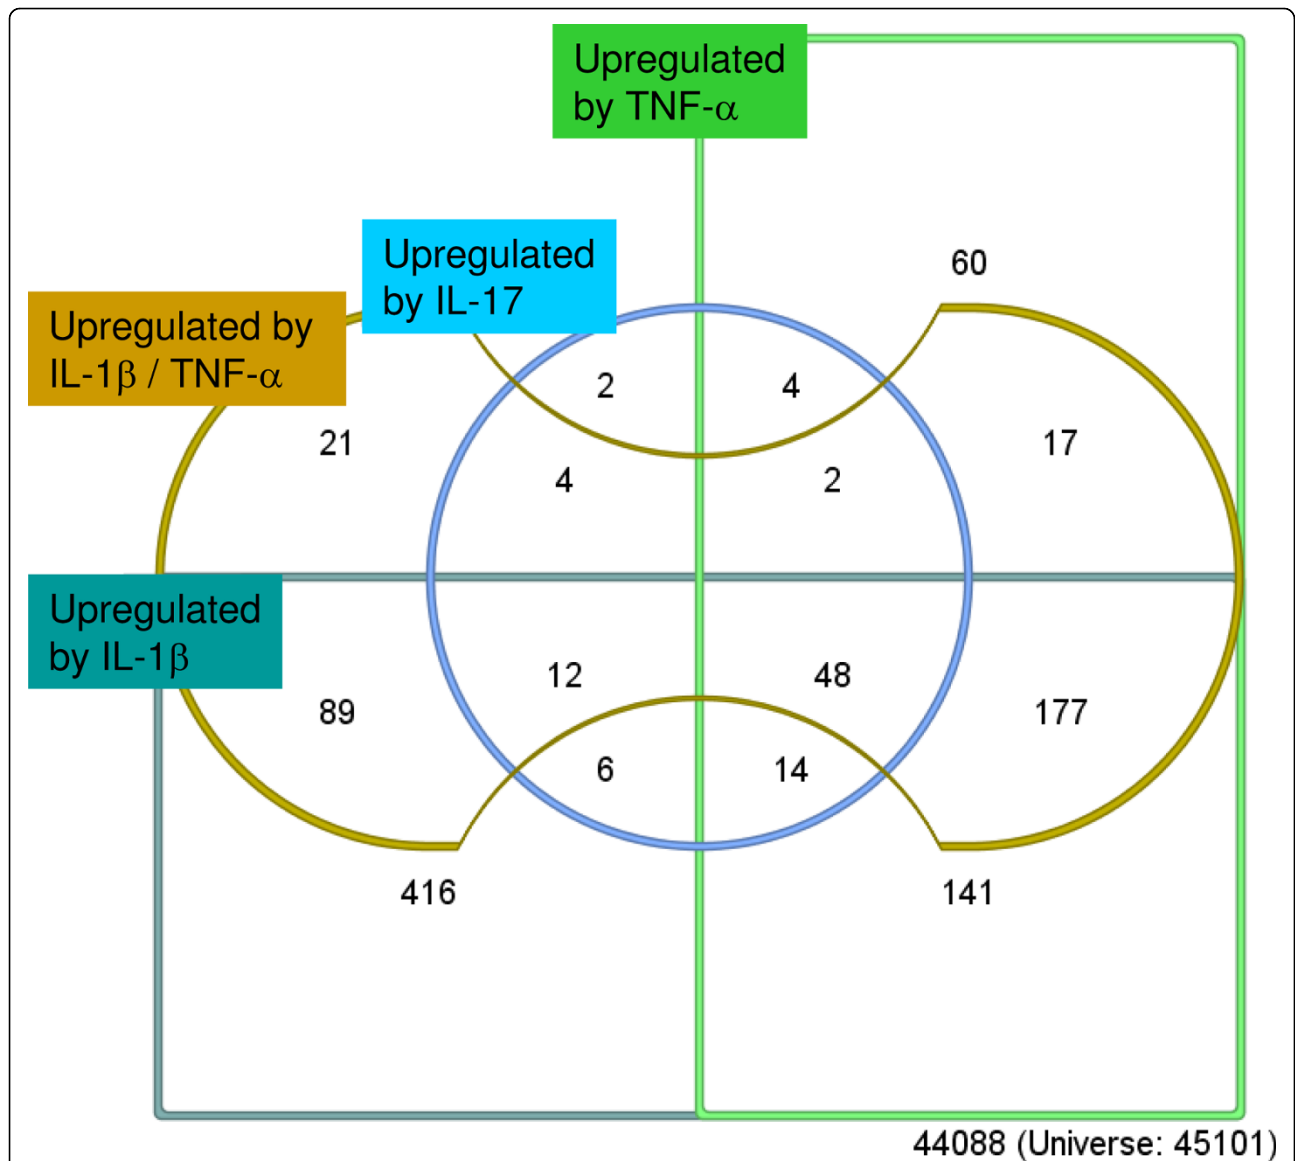 Upregulated
by TNF-α
Upregulated
by IL-17
60
Upregulated by
IL-1β / TNF-α
2
4
21
17
4
2
Upregulated
by IL-1β
12
48
89
177
6
14
416
141
44088 (Universe: 45101)